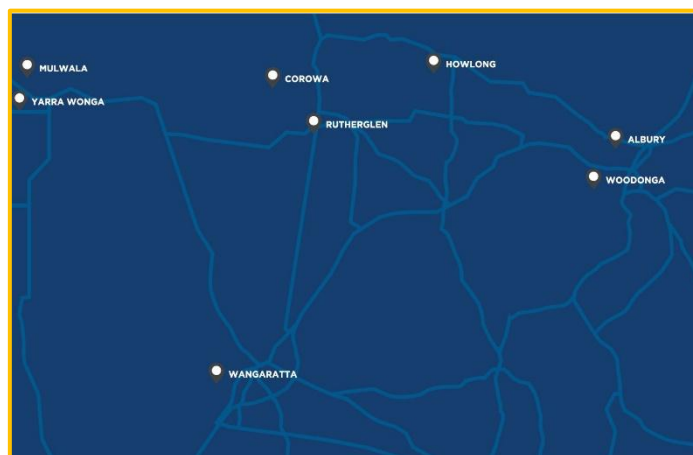 MULWALA
HOWLONG
COROWA
YARRA WONGA
RUTHERGLEN
ALBURY
WOODONGA
WANGARATTA